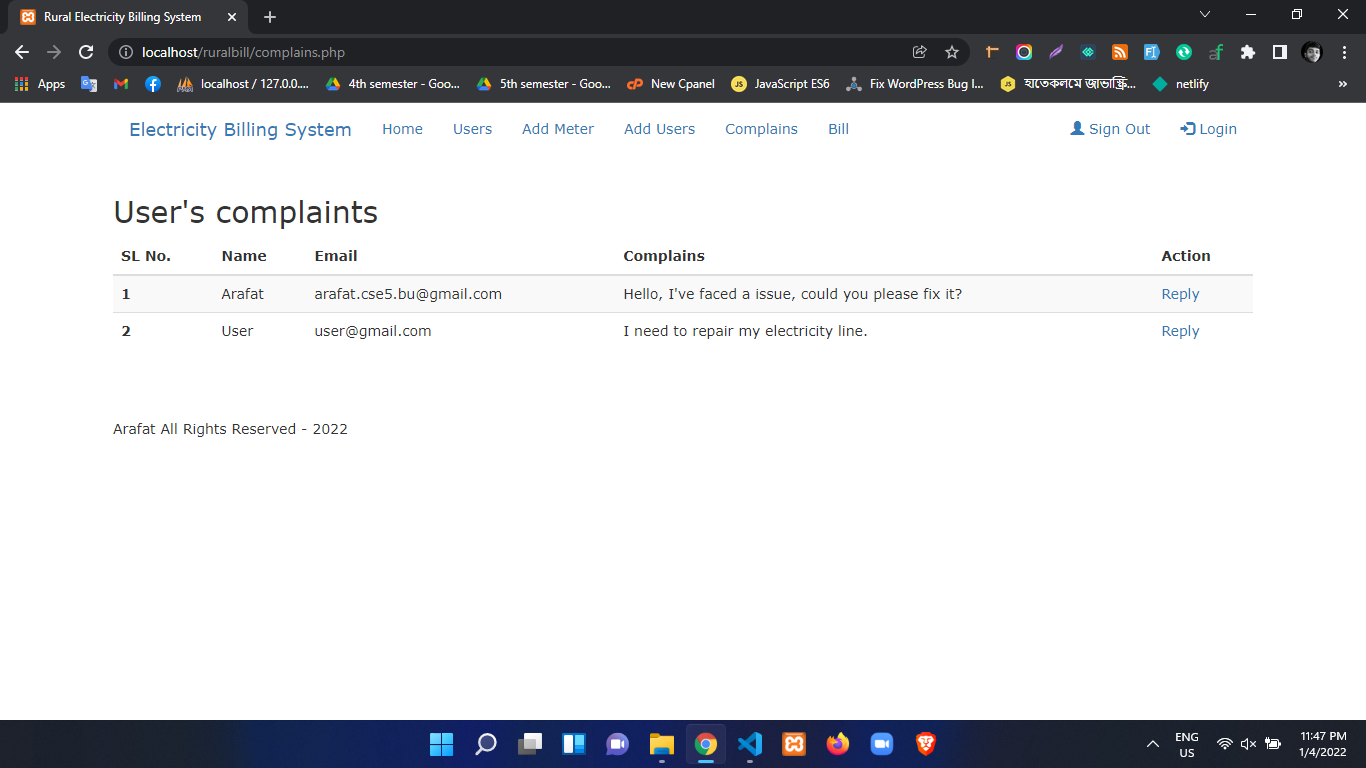 Rural Electricity Billing System
localhost/ruralbill/complains.php
Apps localhost / 127.0.0.... 4th semester - Goo... 5th semester - Goo... New Cpanel JavaScript ES6 Fix WordPress Bug I... হাতেকলমে জাভাস্ক্রি... netlify »
Electricity Billing System Home Users Add Meter Add Users Complains Bill Sign Out Login
User's complaints
SL No. Name Email Complains Action
1 Arafat arafat.cse5.bu@gmail.com Hello, I've faced a issue, could you please fix it? Reply
2 User user@gmail.com I need to repair my electricity line. Reply
Arafat All Rights Reserved - 2022
ENG 11:47 PM
US 1/4/2022